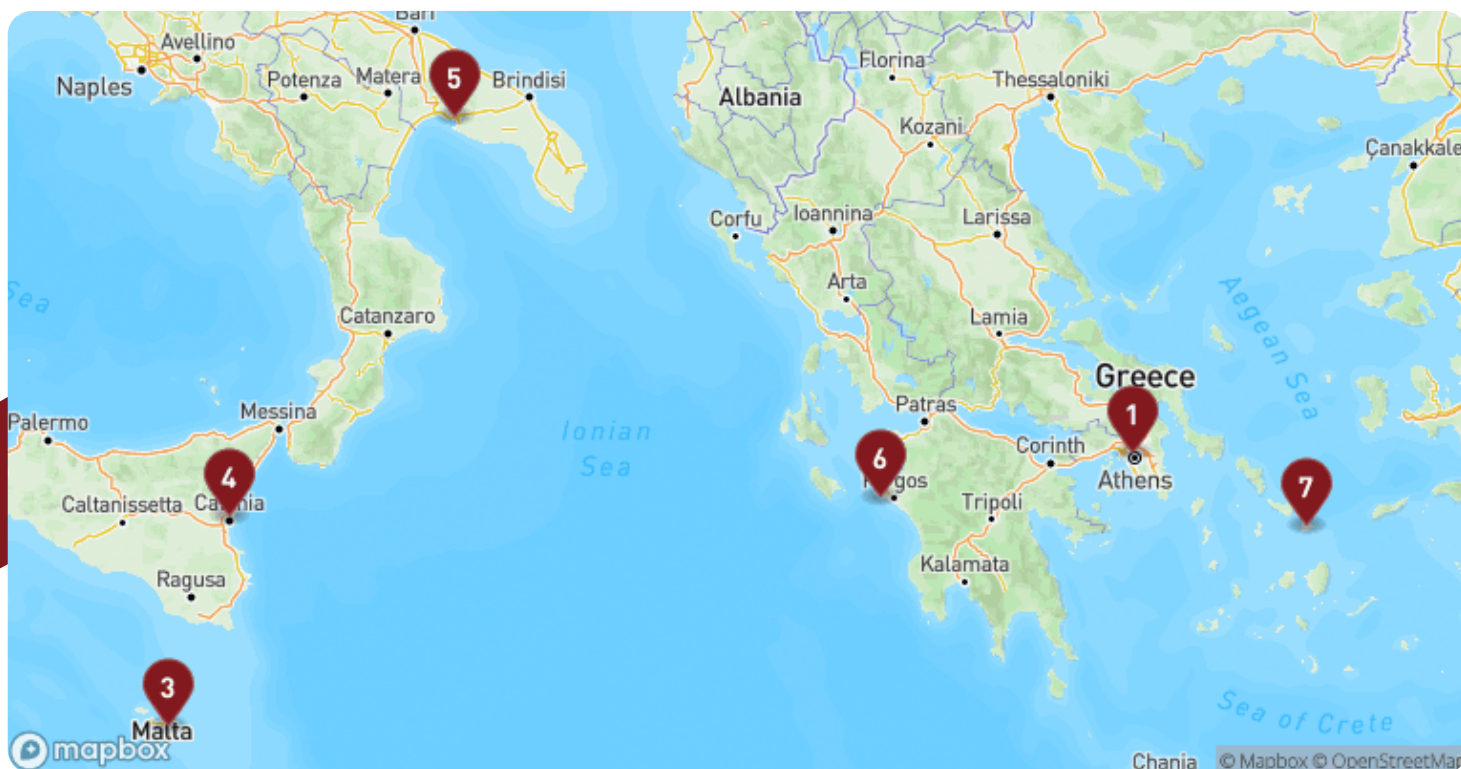 Bari
Avellino
Naples
Potenza
Matera
5
Brindisi
Florina
Thessaloniki
Albania
Kozani
Çanakkale
Corfu
Ioannina
Larissa
Sea
Arta
Aegean Sea
Catanzaro
Lamia
Greece
Messina
Palermo
Patras
1
Ionian
Sea
Corinth
6
4
Athens
7
Caltanissetta
Tripoli
Ragusa
Kalamata
3
Malta
Sea of Crete
mapbox
Chania
© Mapbox © OpenStreetMap